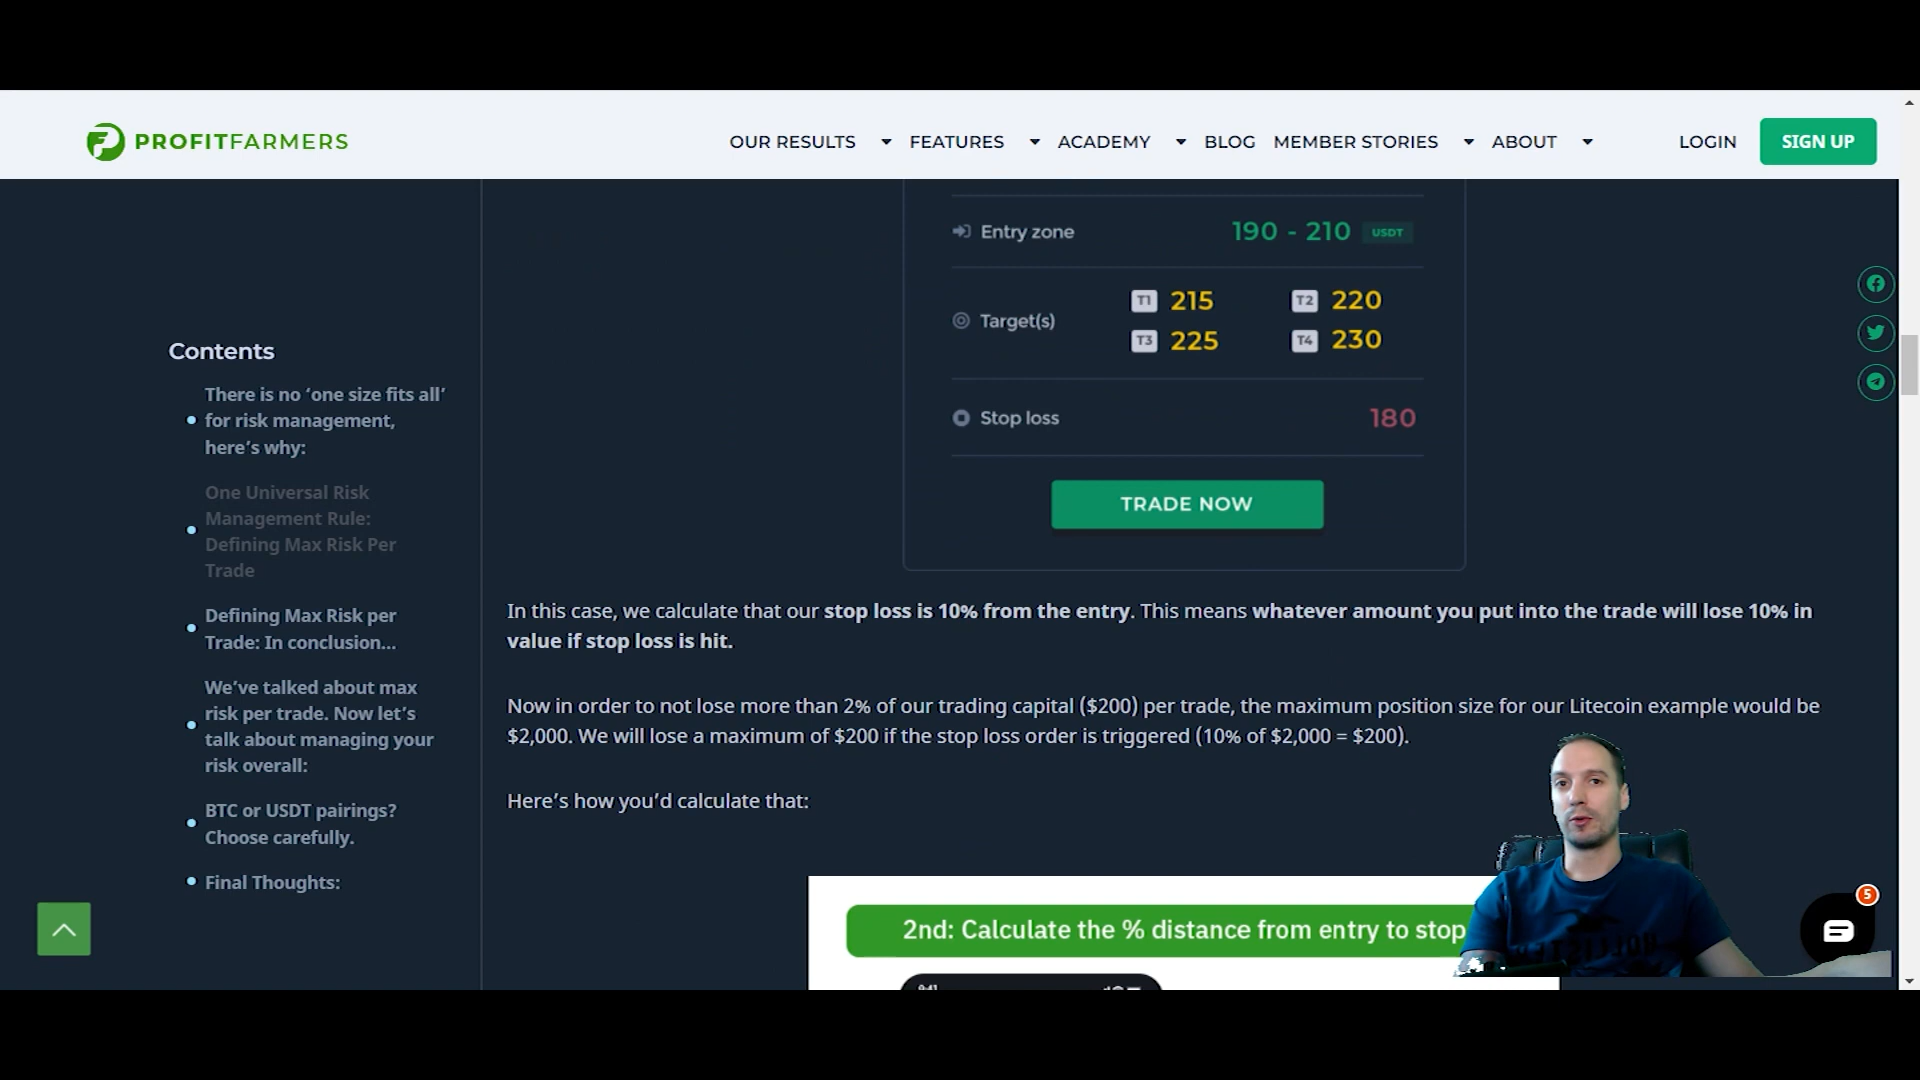 PROFITFARMERS
OUR RESULTS FEATURES ACADEMY BLOG MEMBER STORIES ABOUT LOGIN SIGN UP
Entry zone 190 - 210 USDT
Target(s) T1 215 T2 220
T3 225 T4 230
Stop loss 180
TRADE NOW
Contents
There is no ‘one size fits all’
for risk management,
here’s why:
One Universal Risk
Management Rule:
Defining Max Risk Per
Trade
Defining Max Risk per
Trade: In conclusion…
We’ve talked about max
risk per trade. Now let’s
talk about managing your
risk overall:
BTC or USDT pairings?
Choose carefully.
Final Thoughts:
In this case, we calculate that our stop loss is 10% from the entry. This means whatever amount you put into the trade will lose 10% in
value if stop loss is hit.
Now in order to not lose more than 2% of our trading capital ($200) per trade, the maximum position size for our Litecoin example would be
$2,000. We will lose a maximum of $200 if the stop loss order is triggered (10% of $2,000 = $200).
Here’s how you’d calculate that:
2nd: Calculate the % distance from entry to stop
5